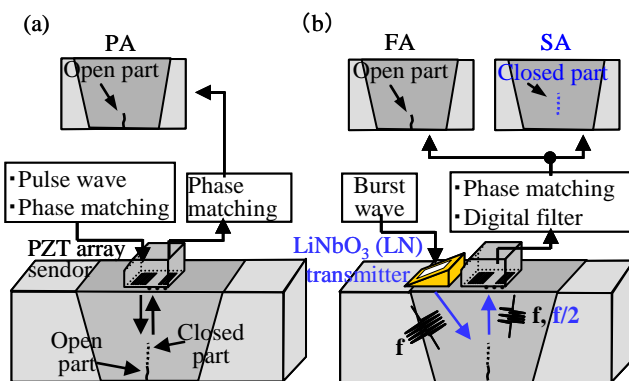 (a)
PA
Open part
・Pulse wave
・Phase matching
Phase
matching
PZT array
sendor
Closed
part
Open
part
(b)
FA
SA
Open part
Closed part
Burst
wave
・Phase matching
・Digital filter
LiNbO3 (LN)
transmitter
f
f, f/2